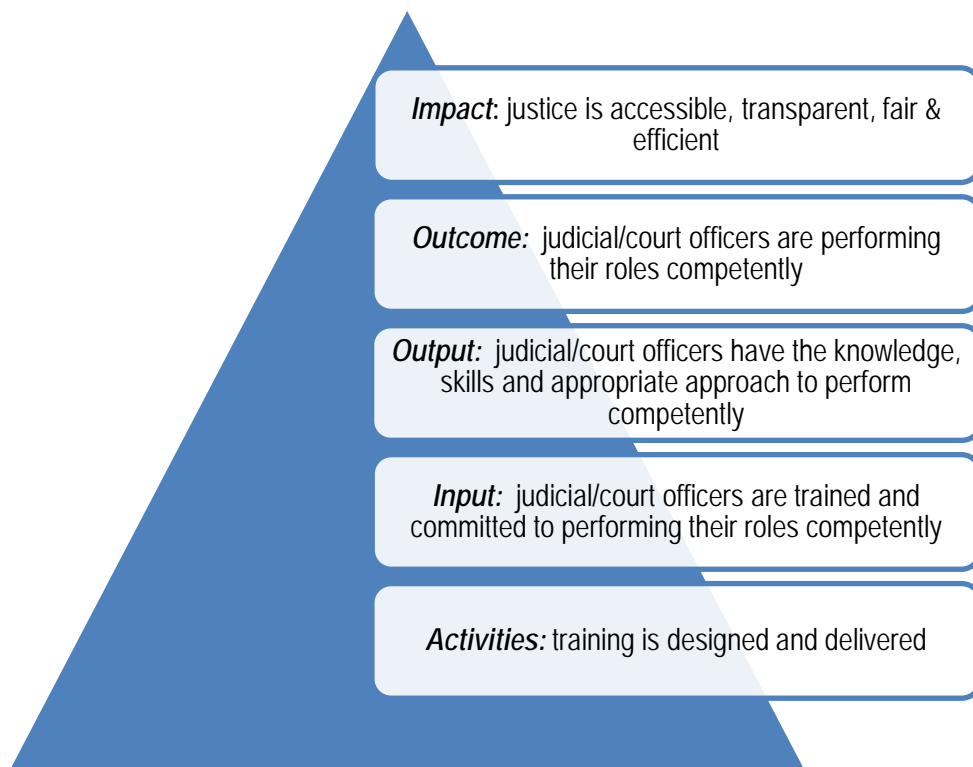 Impact: justice is accessible, transparent, fair &
efficient
Outcome: judicial/court officers are performing
their roles competently
Output: judicial/court officers have the knowledge,
skills and appropriate approach to perform
competently
Input: judicial/court officers are trained and
committed to performing their roles competently
Activities: training is designed and delivered